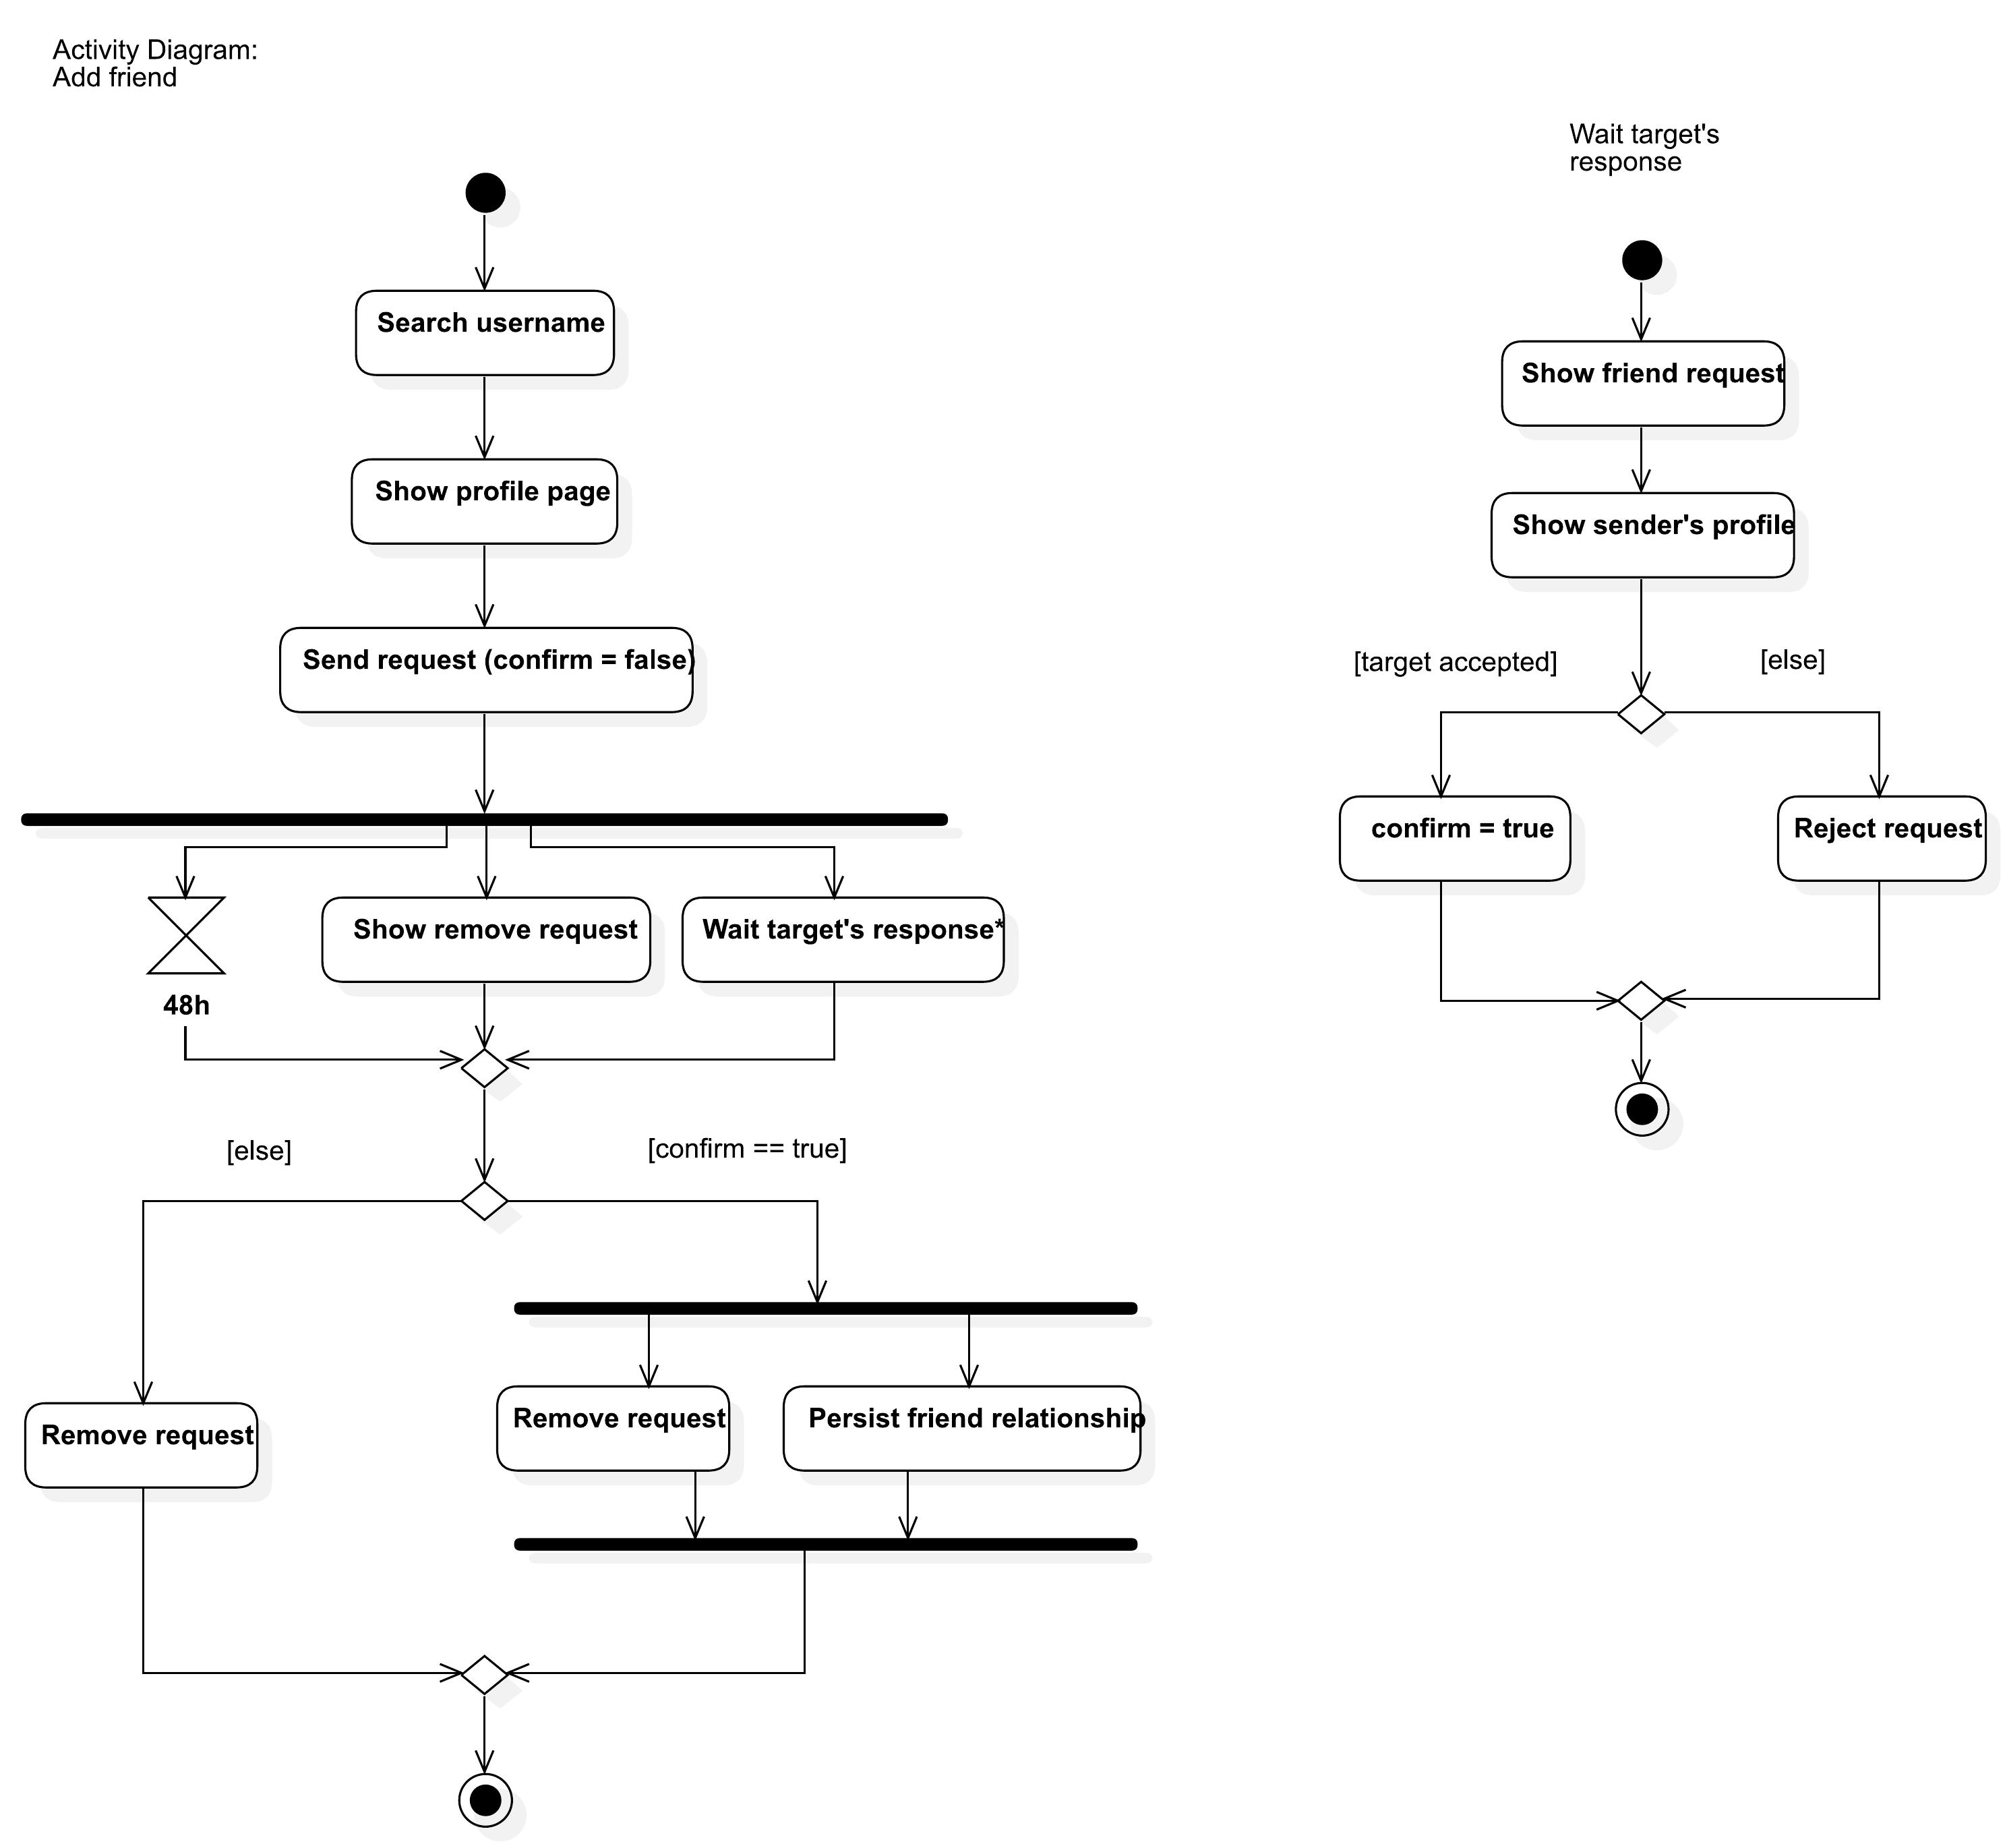 Activity Diagram:
Add friend
Wait target's
response
Search username
Show friend request
Show profile page
Show sender's profile
Send request (confirm = false)
[target accepted]
[else]
confirm = true
Reject request
Show remove request
Wait target's response*
48h
[else]
[confirm == true]
Remove request
Remove request
Persist friend relationship